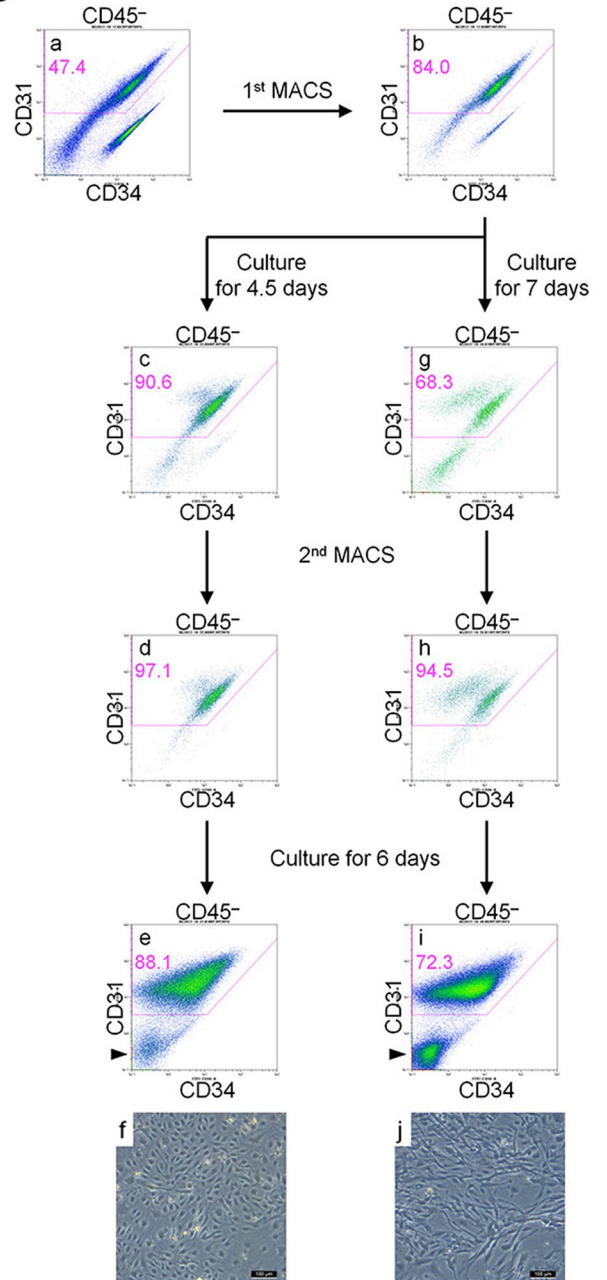 CD45–
a
47.4
CD31
CD34
1st MACS
CD45–
b
84.0
CD31
CD34
Culture
for 4.5 days
Culture
for 7 days
CD45–
c
90.6
CD31
CD34
CD45–
g
68.3
CD31
CD34
2nd MACS
CD45–
d
97.1
CD31
CD34
CD45–
h
94.5
CD31
CD34
Culture for 6 days
CD45–
e
88.1
CD31
CD34
CD45–
i
72.3
CD31
CD34
f
100 µm
j
100 µm